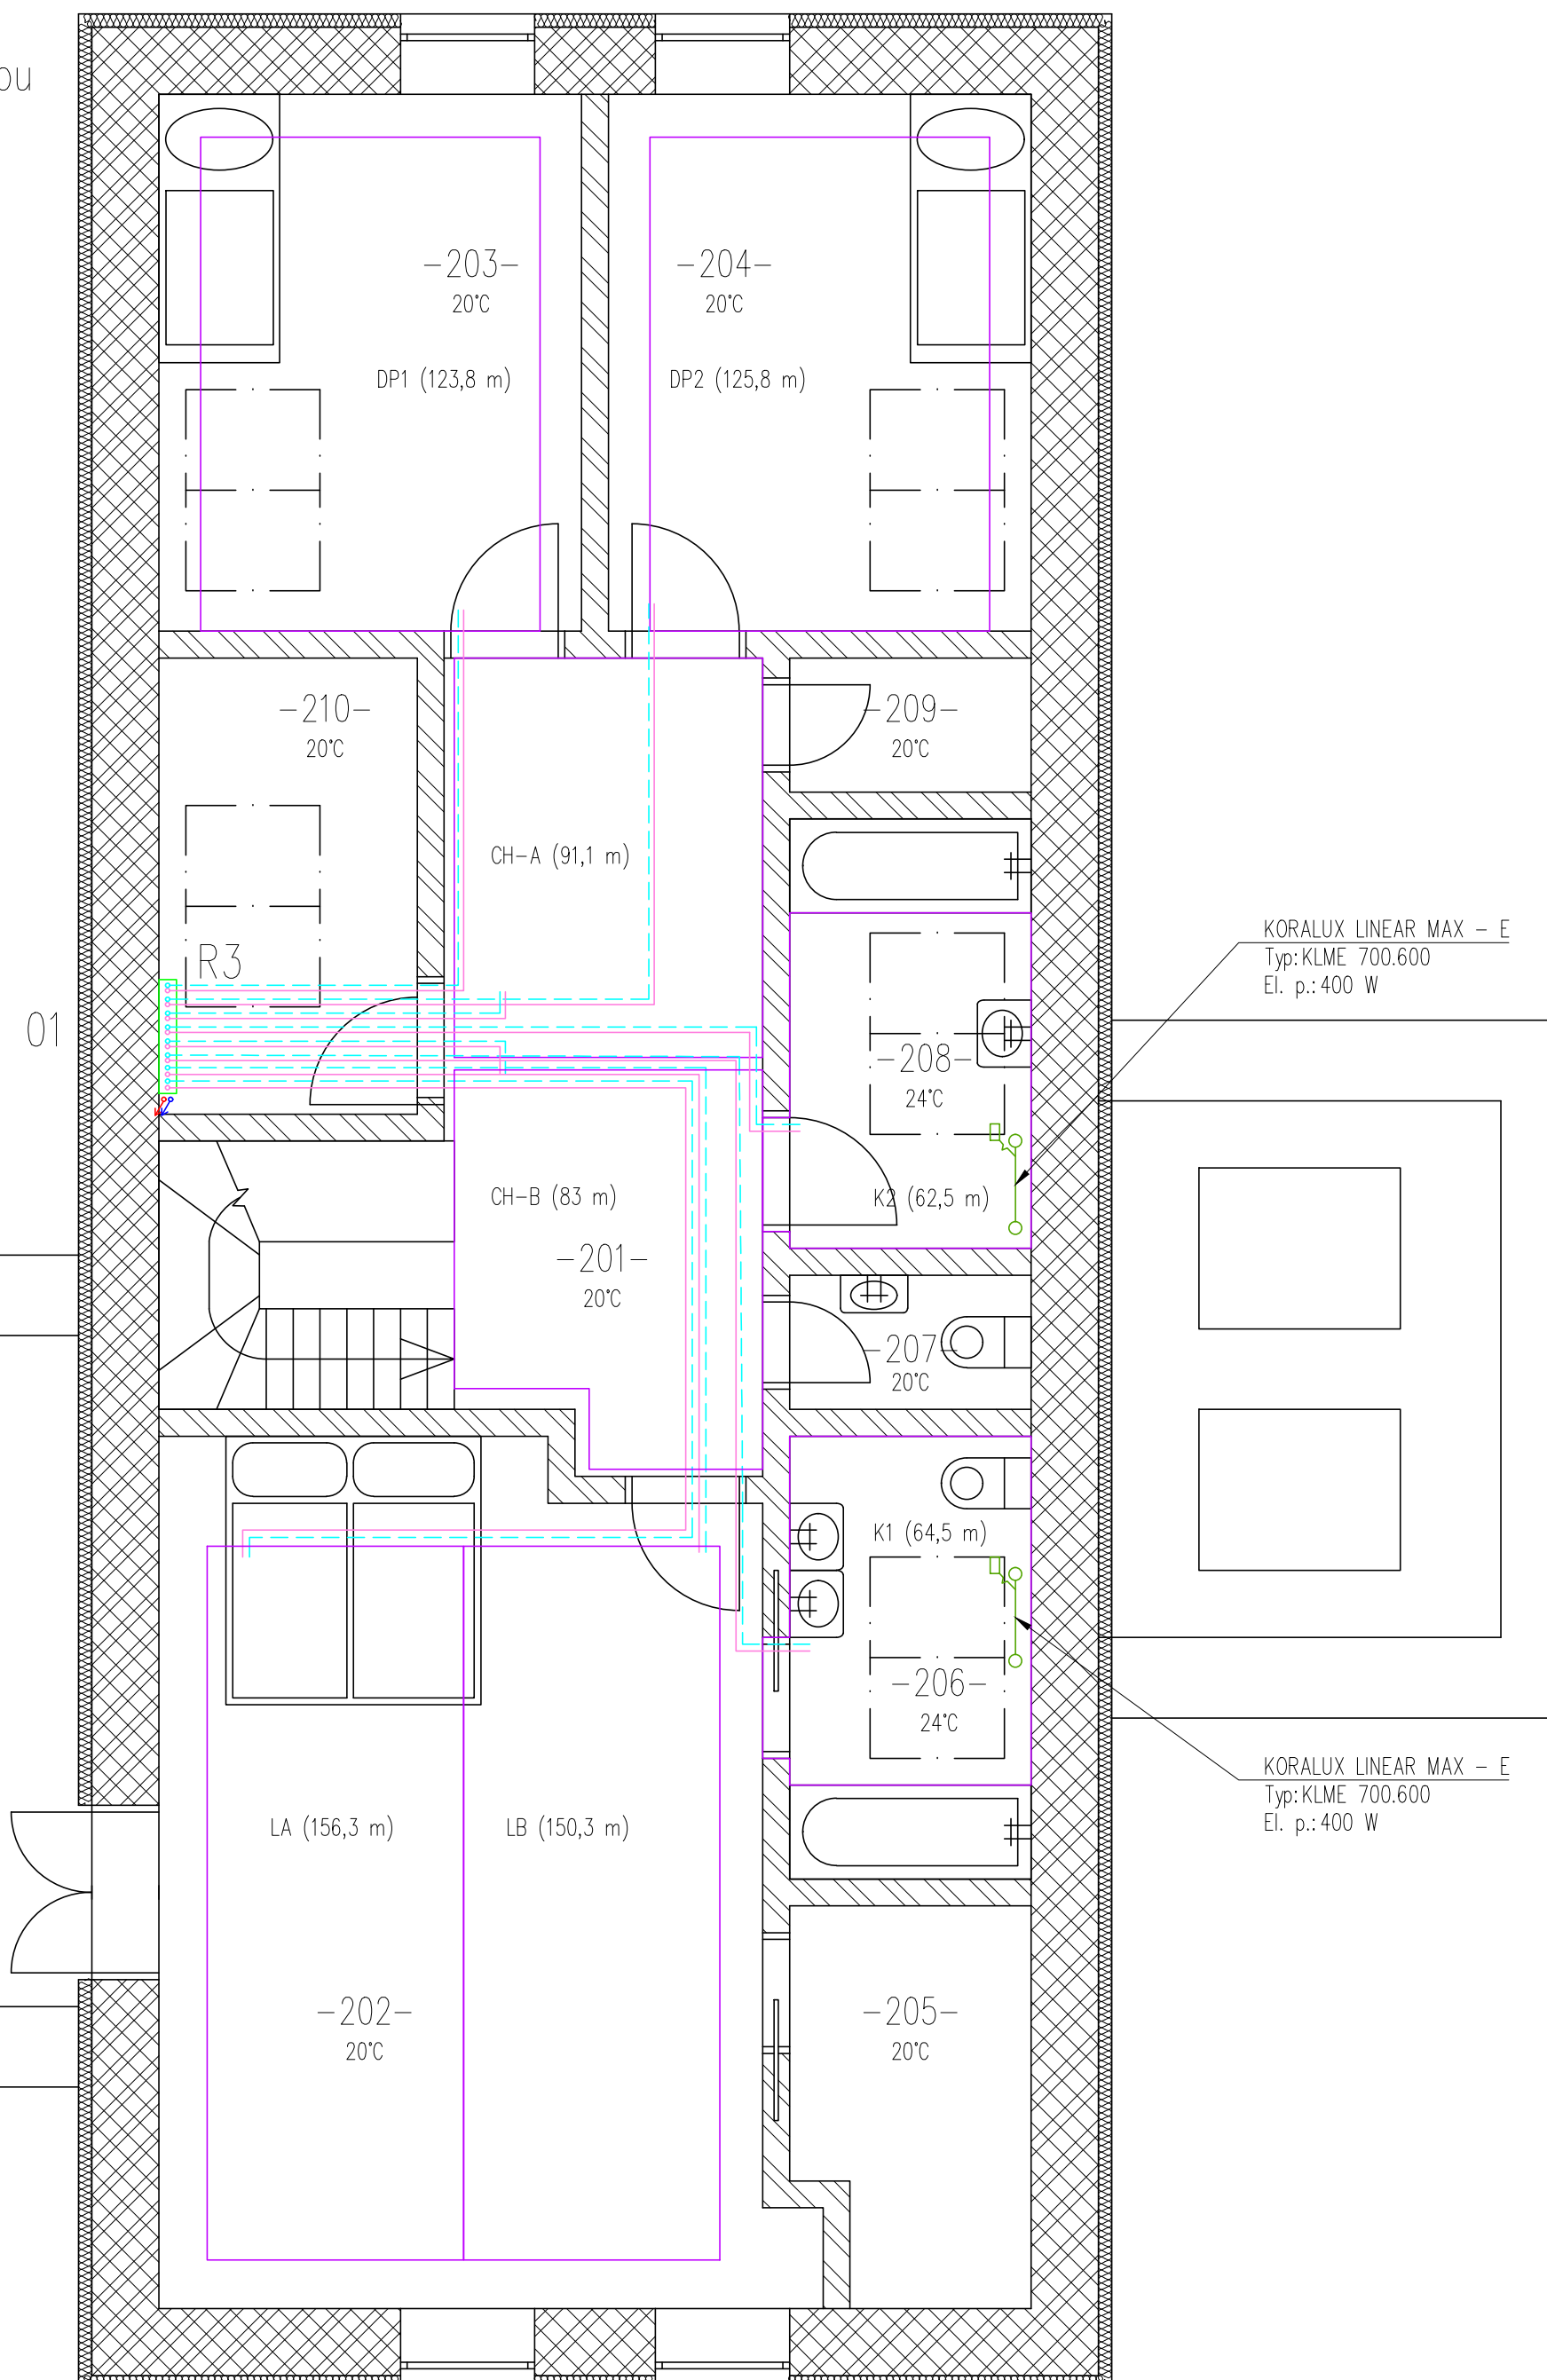 ou
-203-
20°C
-204-
20°C
DP1 (123,8 m)
DP2 (125,8 m)
-210-
20°C
-209-
20°C
CH-A (91,1 m)
KORALUX LINEAR MAX - E
Typ:KLME 700.600
El. p.:400 W
R3
01
-208-
24°C
CH-B (83 m)
K2 (62,5 m)
-201-
20°C
-207-
20°C
K1 (64,5 m)
-206-
24°C
KORALUX LINEAR MAX - E
Typ:KLME 700.600
El. p.:400 W
LA (156,3 m)
LB (150,3 m)
-202-
20°C
-205-
20°C